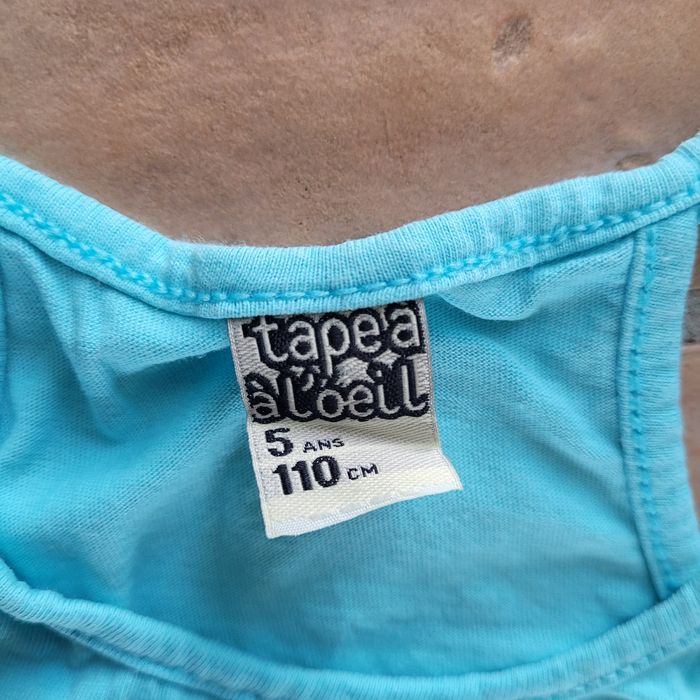 tape à
à l'oeil
5 ANS
110 CM